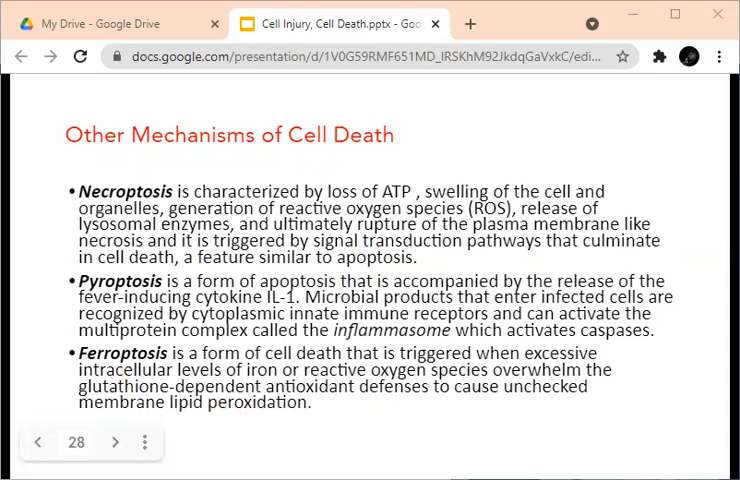 My Drive - Google Drive
Cell Injury, Cell Death.pptx - Goo
docs.google.com/presentation/d/1V0G59RMF651MD_lRSKhM92JkdqGaVxkC/edi...
Other Mechanisms of Cell Death
•Necroptosis is characterized by loss of ATP , swelling of the cell and
organelles, generation of reactive oxygen species (ROS), release of
lysosomal enzymes, and ultimately rupture of the plasma membrane like
necrosis and it is triggered by signal transduction pathways that culminate
in cell death, a feature similar to apoptosis.
•Pyroptosis is a form of apoptosis that is accompanied by the release of the
fever-inducing cytokine IL-1. Microbial products that enter infected cells are
recognized by cytoplasmic innate immune receptors and can activate the
multiprotein complex called the inflammasome which activates caspases.
•Ferroptosis is a form of cell death that is triggered when excessive
intracellular levels of iron or reactive oxygen species overwhelm the
glutathione-dependent antioxidant defenses to cause unchecked
membrane lipid peroxidation.
28